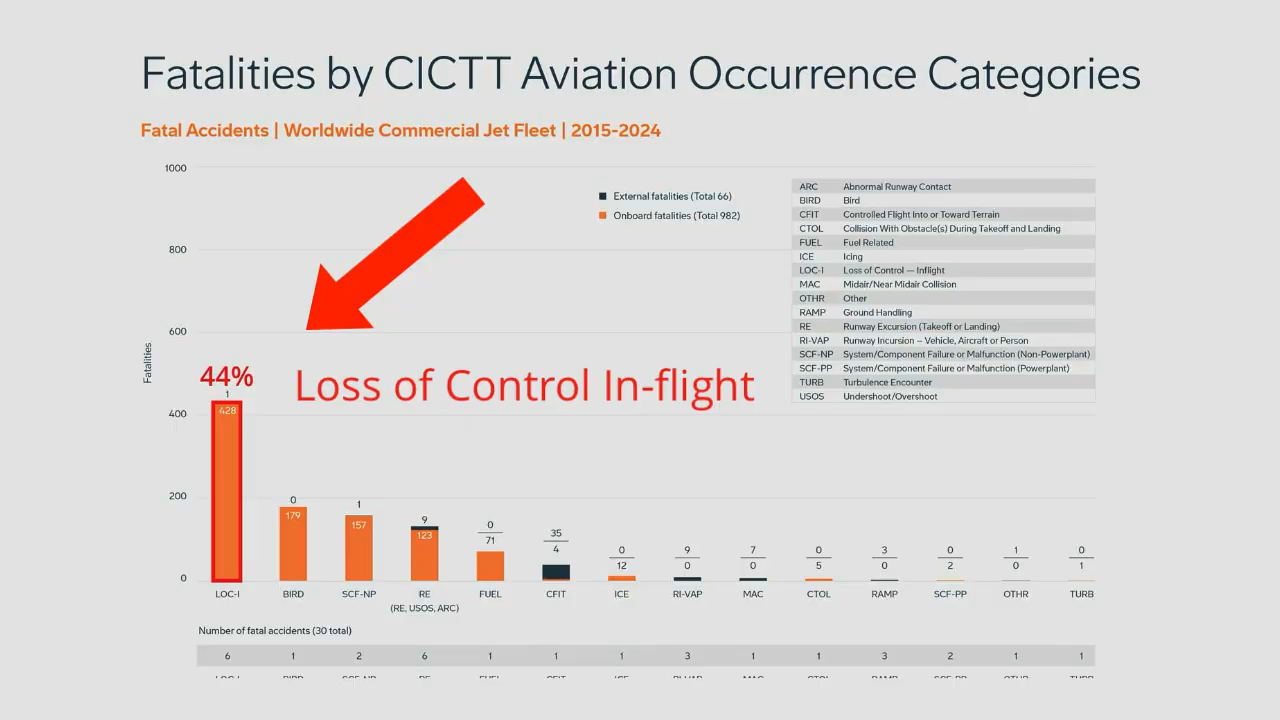 Fatalities by CICTT Aviation Occurrence Categories
Fatal Accidents | Worldwide Commercial Jet Fleet | 2015-2024
1000
800
600
400
200
0
Fatalities
External fatalities (Total 66)
Onboard fatalities (Total 982)
ARC Abnormal Runway Contact
BIRD Bird
CFIT Controlled Flight Into or Toward Terrain
CTOL Collision With Obstacle(s) During Takeoff and Landing
FUEL Fuel Related
ICE Icing
LOC-I Loss of Control — Inflight
MAC Midair/Near Midair Collision
OTHR Other
RAMP Ground Handling
RE Runway Excursion (Takeoff or Landing)
RI-VAP Runway Incursion – Vehicle, Aircraft or Person
SCF-NP System/Component Failure or Malfunction (Non-Powerplant)
SCF-PP System/Component Failure or Malfunction (Powerplant)
TURB Turbulence Encounter
USOS Undershoot/Overshoot
44%
Loss of Control In-flight
1 0 1 9 0 35 0 9 7 0 3 0 1 0
428 179 157 123 71 4 12 0 0 5 0 2 0 1
LOC-I BIRD SCF-NP RE FUEL CFIT ICE RI-VAP MAC CTOL RAMP SCF-PP OTHR TURB
(RE, USOS, ARC)
Number of fatal accidents (30 total)
6 1 2 6 1 1 1 3 1 1 3 2 1 1